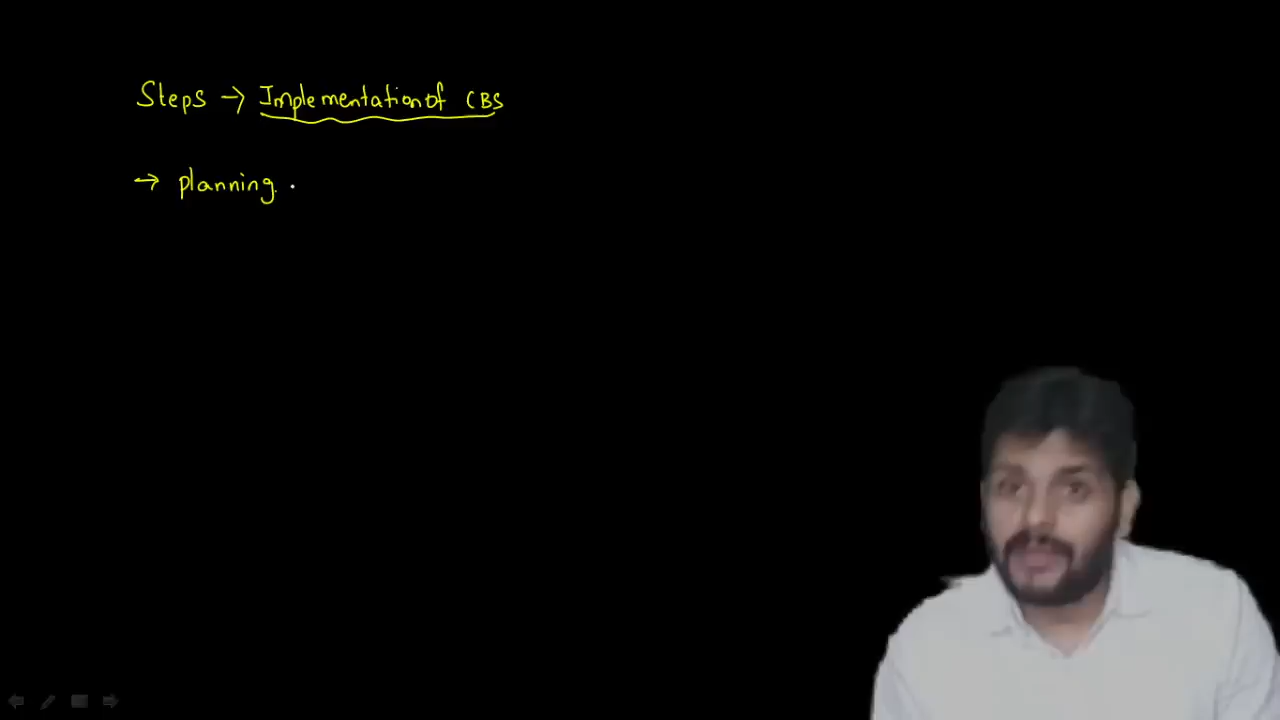 Steps → Implementation of CBS
→ planning.